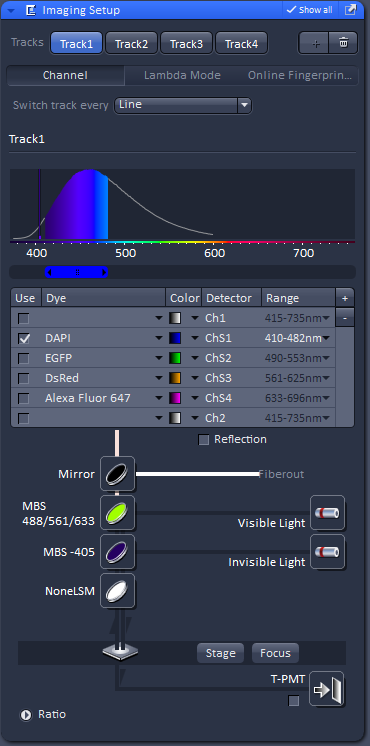 Imaging Setup Show all
Tracks Track1 Track2 Track3 Track4 +
Channel Lambda Mode Online Fingerprin...
Switch track every Line
Track1
400 500 600 700
Use Dye Color Detector Range +
Ch1 415-735nm -
DAPI ChS1 410-482nm
EGFP ChS2 490-553nm
DsRed ChS3 561-625nm
Alexa Fluor 647 ChS4 633-696nm
Ch2 415-735nm
Reflection
Mirror Fiberout
MBS
488/561/633
Visible Light
MBS -405
Invisible Light
NoneLSM
Stage Focus
T-PMT
Ratio